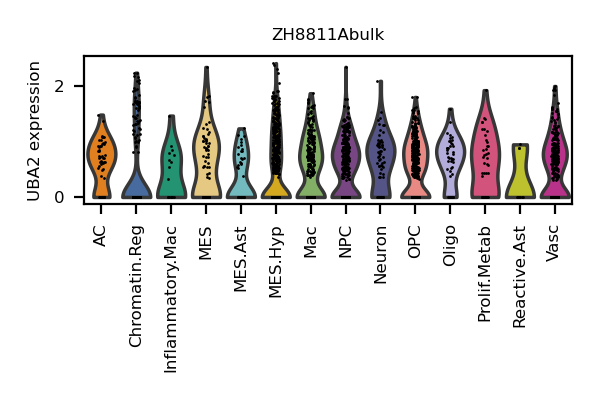 ZH8811Abulk
UBA2 expression
2
0
AC
Chromatin.Reg
Inflammatory.Mac
MES
MES.Ast
MES.Hyp
Mac
NPC
Neuron
OPC
Oligo
Prolif.Metab
Reactive.Ast
Vasc